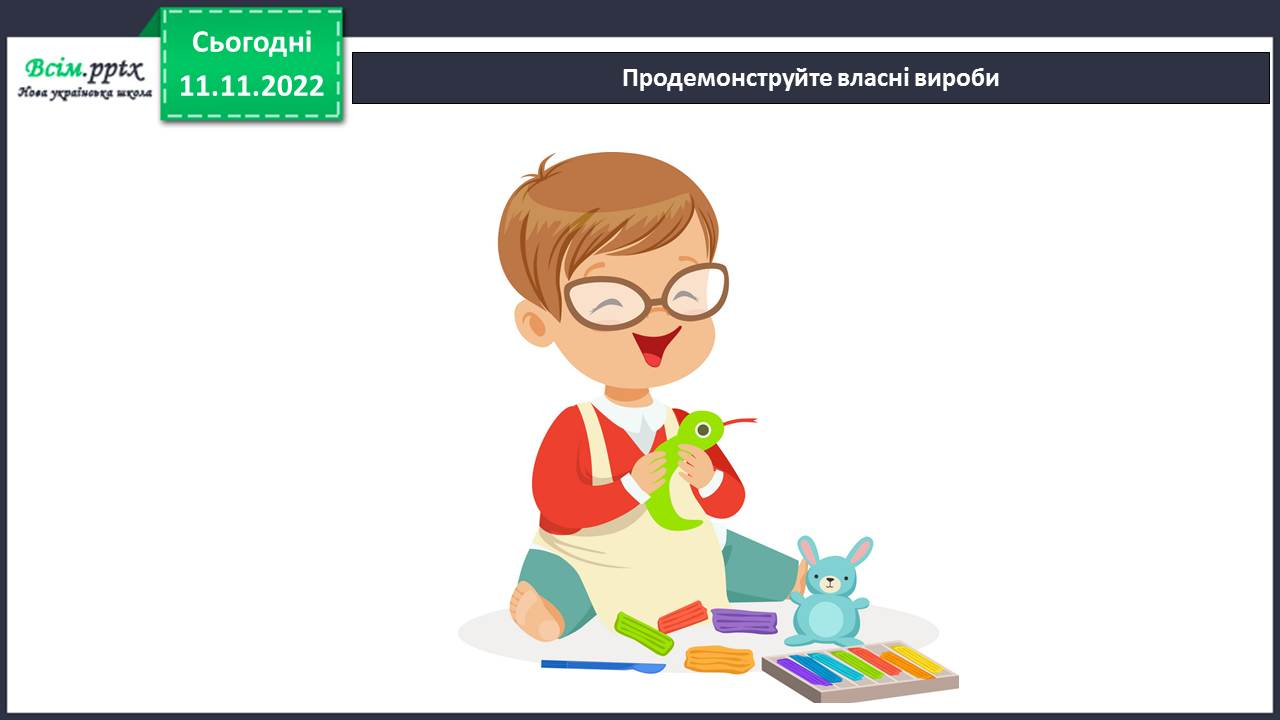 Всім.pptx
Нова українська школа
Сьогодні
11.11.2022
Продемонструйте власні вироби